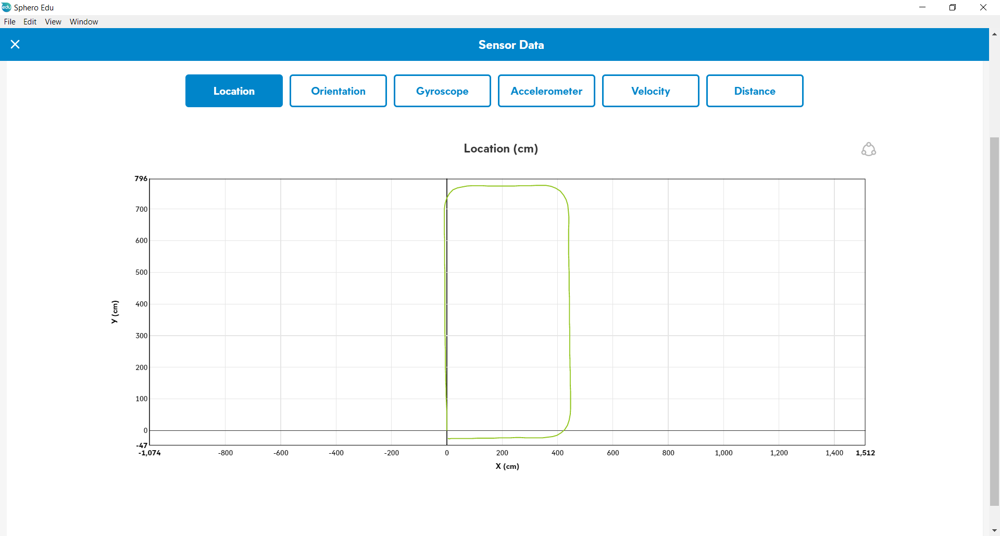 edu Sphero Edu
File Edit View Window
Sensor Data
Location Orientation Gyroscope Accelerometer Velocity Distance
Location (cm)
796
700
600
500
400
300
200
100
0
-47
y (cm)
-1,074 -800 -600 -400 -200 0 200 400 600 800 1,000 1,200 1,400 1,512
X (cm)